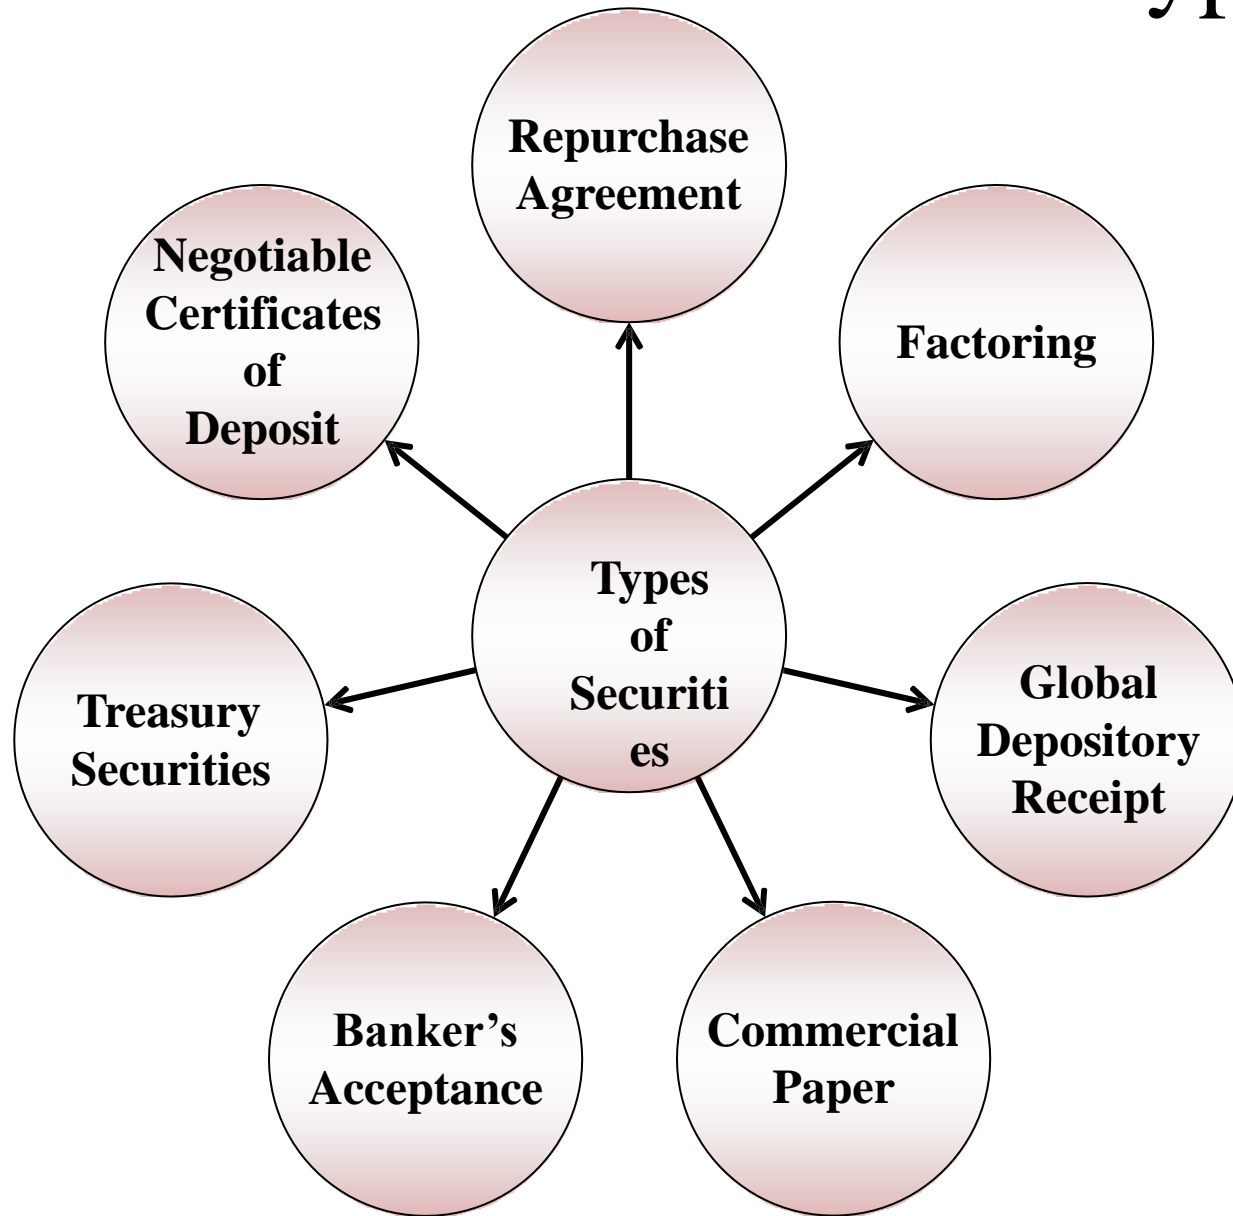 Repurchase
Agreement
Negotiable
Certificates
of
Deposit
Factoring
Types
of
Securiti
es
Treasury
Securities
Global
Depository
Receipt
Banker’s
Acceptance
Commercial
Paper